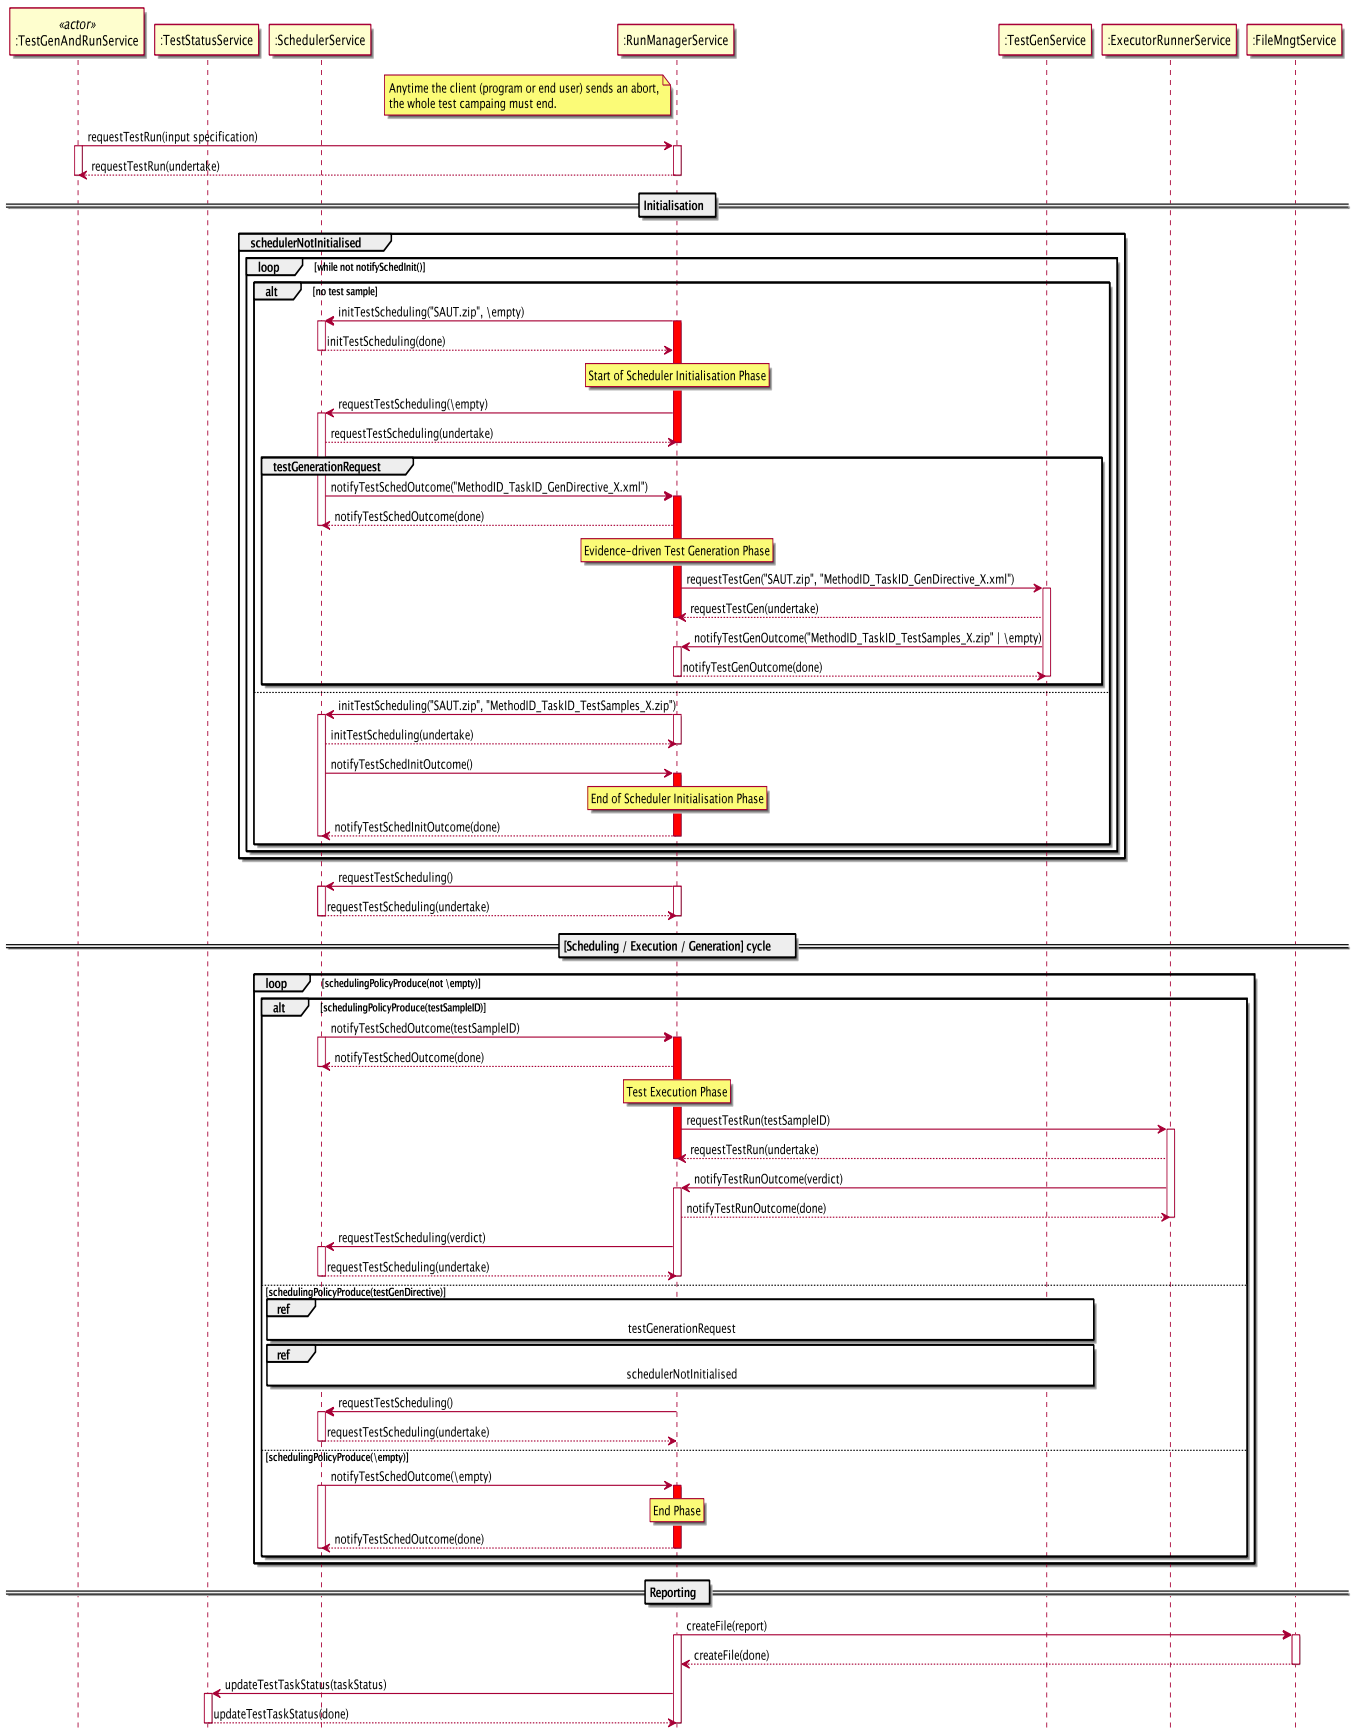 «actor»
:TestGenAndRunService
:TestStatusService
:SchedulerService
:RunManagerService
:TestGenService
:ExecutorRunnerService
:FileMngtService
Anytime the client (program or end user) sends an abort,
the whole test campaing must end.
requestTestRun(input specification)
requestTestRun(undertake)
Initialisation
schedulerNotInitialised
loop [while not notifySchedInit()]
alt [no test sample]
initTestScheduling("SAUT.zip", \empty)
initTestScheduling(done)
Start of Scheduler Initialisation Phase
requestTestScheduling(\empty)
requestTestScheduling(undertake)
testGenerationRequest
notifyTestSchedOutcome("MethodID_TaskID_GenDirective_X.xml")
notifyTestSchedOutcome(done)
Evidence-driven Test Generation Phase
requestTestGen("SAUT.zip", "MethodID_TaskID_GenDirective_X.xml")
requestTestGen(undertake)
notifyTestGenOutcome("MethodID_TaskID_TestSamples_X.zip" | \empty)
notifyTestGenOutcome(done)
initTestScheduling("SAUT.zip", "MethodID_TaskID_TestSamples_X.zip")
initTestScheduling(undertake)
notifyTestSchedInitOutcome()
End of Scheduler Initialisation Phase
notifyTestSchedInitOutcome(done)
requestTestScheduling()
requestTestScheduling(undertake)
[Scheduling / Execution / Generation] cycle
loop [schedulingPolicyProduce(not \empty)]
alt [schedulingPolicyProduce(testSampleID)]
notifyTestSchedOutcome(testSampleID)
notifyTestSchedOutcome(done)
Test Execution Phase
requestTestRun(testSampleID)
requestTestRun(undertake)
notifyTestRunOutcome(verdict)
notifyTestRunOutcome(done)
requestTestScheduling(verdict)
requestTestScheduling(undertake)
[schedulingPolicyProduce(testGenDirective)]
ref
testGenerationRequest
ref
schedulerNotInitialised
requestTestScheduling()
requestTestScheduling(undertake)
[schedulingPolicyProduce(\empty)]
notifyTestSchedOutcome(\empty)
End Phase
notifyTestSchedOutcome(done)
Reporting
createFile(report)
createFile(done)
updateTestTaskStatus(taskStatus)
updateTestTaskStatus(done)